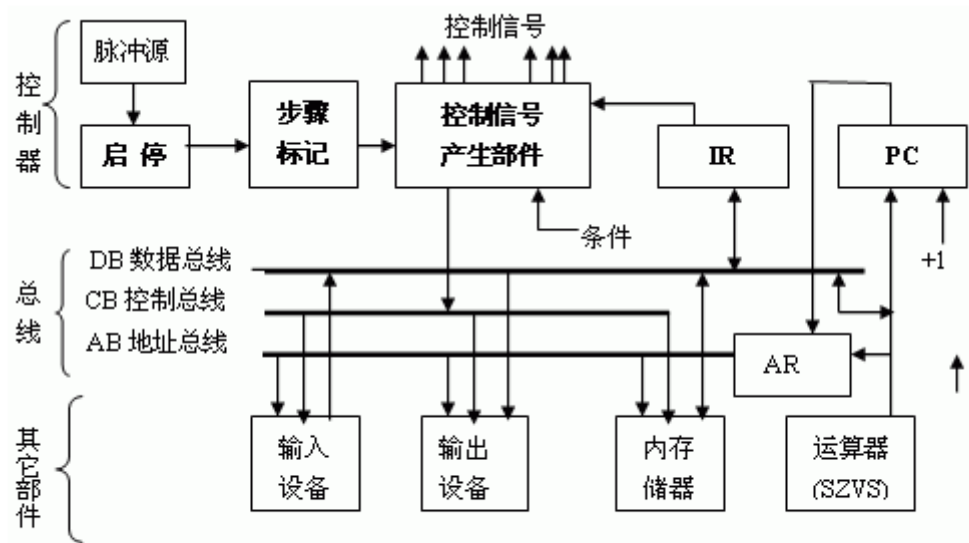 控制信号
控制器
脉冲源
启 停
步骤
标记
控制信号
产生部件
IR
PC
条件
+1
总线
DB 数据总线
CB 控制总线
AB 地址总线
AR
其它部件
输入
设备
输出
设备
内存
储器
运算器
(SZVS)